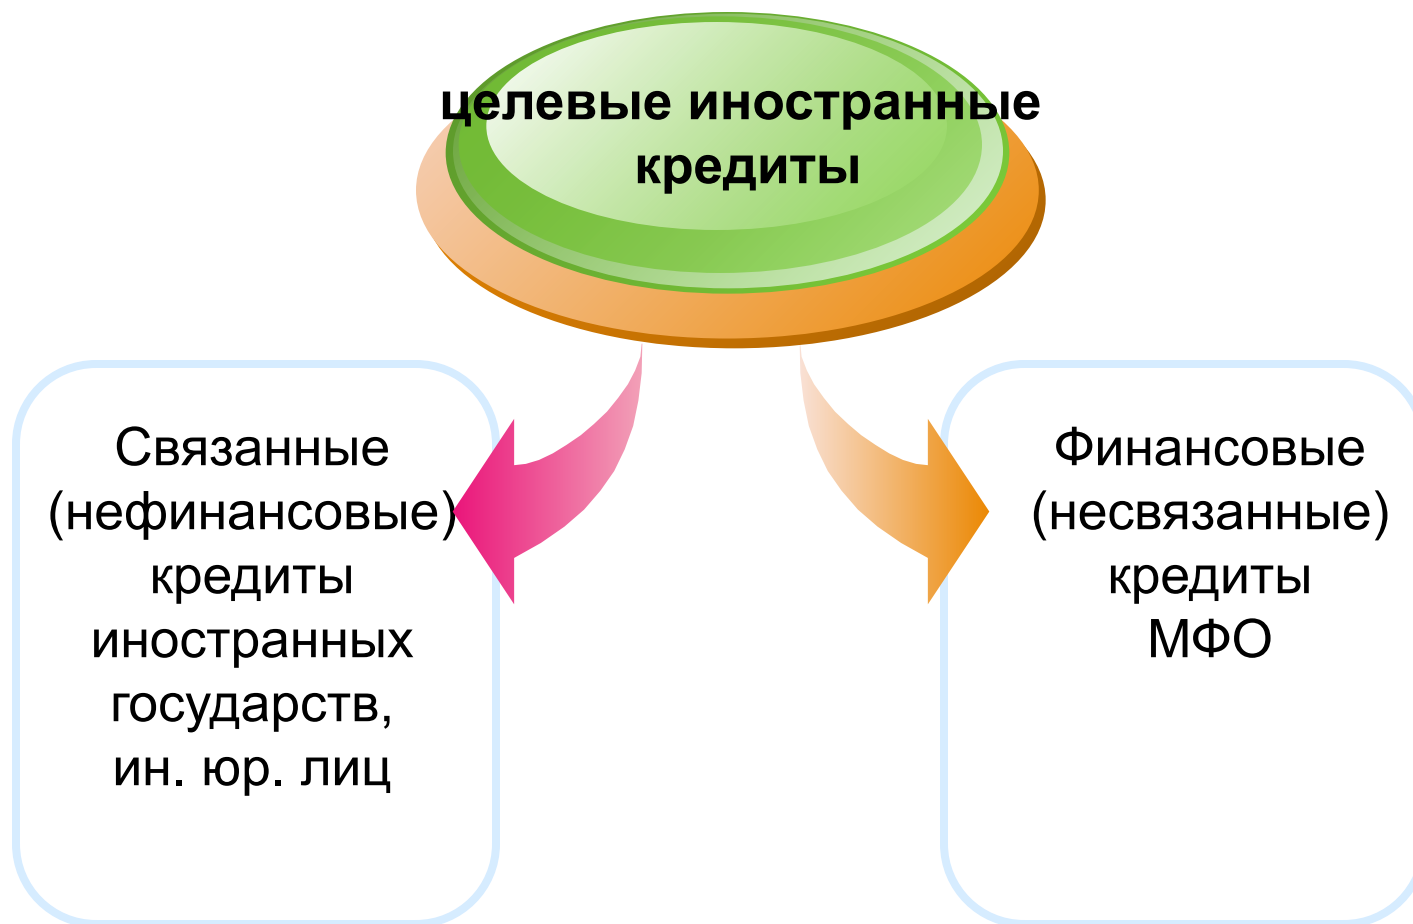 целевые иностранные
кредиты
Связанные
(нефинансовые)
кредиты
иностранных
государств,
ин. юр. лиц
Финансовые
(несвязанные)
кредиты
МФО